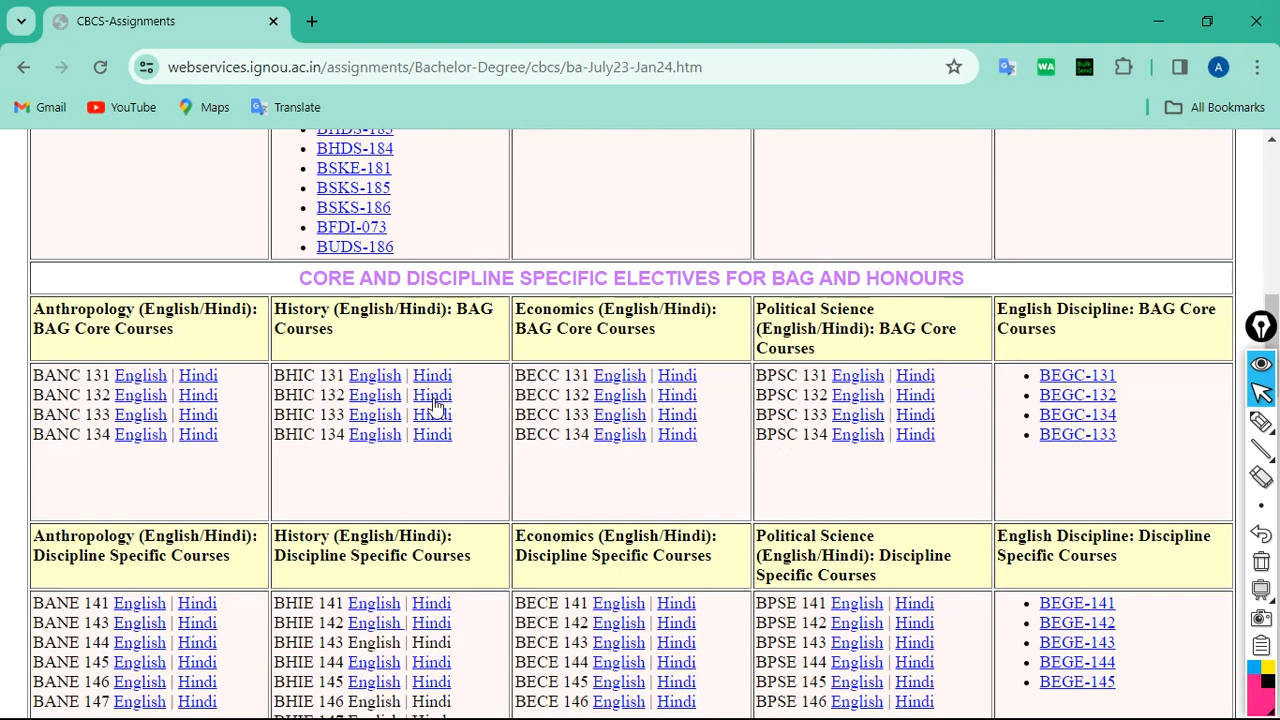 CBCS-Assignments
webservices.ignou.ac.in/assignments/Bachelor-Degree/cbcs/ba-July23-Jan24.htm
WA
Bulk Send
A
Gmail
YouTube
Maps
Translate
All Bookmarks
BHDS-184
BSKE-181
BSKS-185
BSKS-186
BFDI-073
BUDS-186
CORE AND DISCIPLINE SPECIFIC ELECTIVES FOR BAG AND HONOURS
Anthropology (English/Hindi):
BAG Core Courses
History (English/Hindi): BAG
Courses
Economics (English/Hindi):
BAG Core Courses
Political Science
(English/Hindi): BAG Core
Courses
English Discipline: BAG Core
Courses
BANC 131 English | Hindi
BANC 132 English | Hindi
BANC 133 English | Hindi
BANC 134 English | Hindi
BHIC 131 English | Hindi
BHIC 132 English | Hindi
BHIC 133 English | Hindi
BHIC 134 English | Hindi
BECC 131 English | Hindi
BECC 132 English | Hindi
BECC 133 English | Hindi
BECC 134 English | Hindi
BPSC 131 English | Hindi
BPSC 132 English | Hindi
BPSC 133 English | Hindi
BPSC 134 English | Hindi
BEGC-131
BEGC-132
BEGC-134
BEGC-133
Anthropology (English/Hindi):
Discipline Specific Courses
History (English/Hindi):
Discipline Specific Courses
Economics (English/Hindi):
Discipline Specific Courses
Political Science
(English/Hindi): Discipline
Specific Courses
English Discipline: Discipline
Specific Courses
BANE 141 English | Hindi
BANE 143 English | Hindi
BANE 144 English | Hindi
BANE 145 English | Hindi
BANE 146 English | Hindi
BANE 147 English | Hindi
BHIE 141 English | Hindi
BHIE 142 English | Hindi
BHIE 143 English | Hindi
BHIE 144 English | Hindi
BHIE 145 English | Hindi
BHIE 146 English | Hindi
BECE 141 English | Hindi
BECE 142 English | Hindi
BECE 143 English | Hindi
BECE 144 English | Hindi
BECE 145 English | Hindi
BECE 146 English | Hindi
BPSE 141 English | Hindi
BPSE 142 English | Hindi
BPSE 143 English | Hindi
BPSE 144 English | Hindi
BPSE 145 English | Hindi
BPSE 146 English | Hindi
BEGE-141
BEGE-142
BEGE-143
BEGE-144
BEGE-145